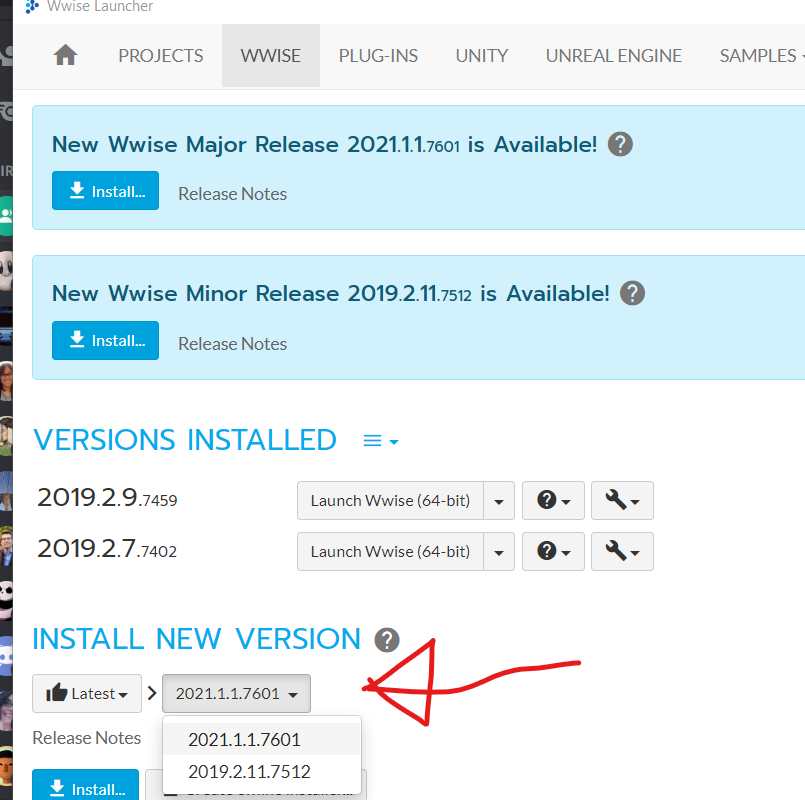 Wwise Launcher
PROJECTS WWISE PLUG-INS UNITY UNREAL ENGINE SAMPLES
New Wwise Major Release 2021.1.1.7601 is Available! ?
Install... Release Notes
New Wwise Minor Release 2019.2.11.7512 is Available! ?
Install... Release Notes
VERSIONS INSTALLED
2019.2.9.7459 Launch Wwise (64-bit) ?
2019.2.7.7402 Launch Wwise (64-bit) ?
INSTALL NEW VERSION ?
Latest > 2021.1.1.7601
Release Notes 2021.1.1.7601
2019.2.11.7512
Install...